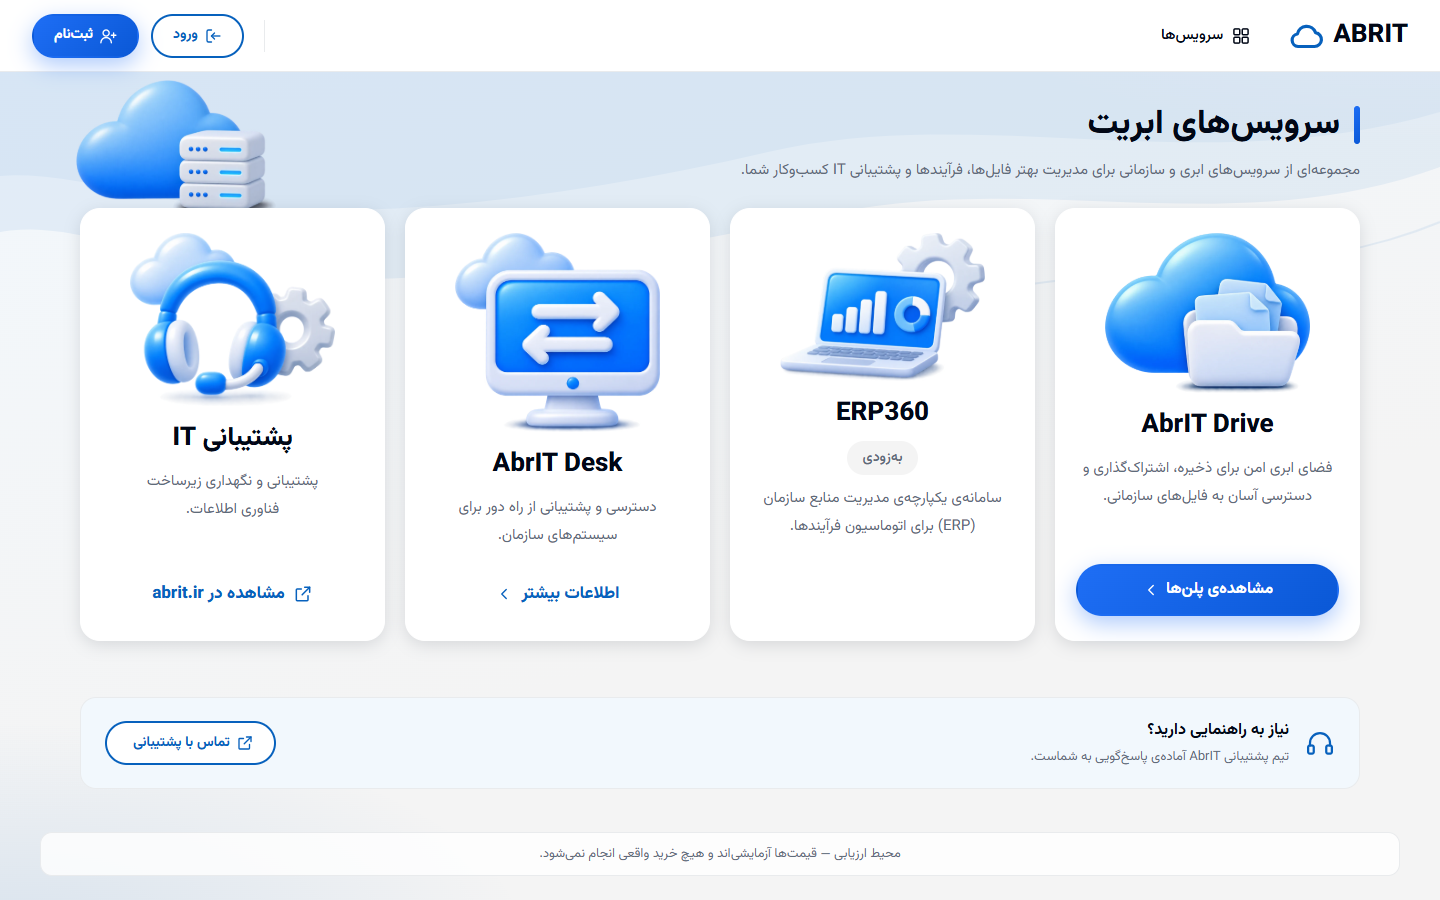 ABRIT
سرویس‌ها
ورود
ثبت‌نام
سرویس‌های ابریت
مجموعه‌ای از سرویس‌های ابری و سازمانی برای مدیریت بهتر فایل‌ها، فرآیندها و پشتیبانی IT کسب‌وکار شما.
AbrIT Drive
فضای ابری امن برای ذخیره، اشتراک‌گذاری و
دسترسی آسان به فایل‌های سازمانی.
مشاهده‌ی پلن‌ها
ERP360
به‌زودی
سامانه‌ی یکپارچه‌ی مدیریت منابع سازمان
(ERP) برای اتوماسیون فرآیندها.
AbrIT Desk
دسترسی و پشتیبانی از راه دور برای
سیستم‌های سازمان.
اطلاعات بیشتر
پشتیبانی IT
پشتیبانی و نگهداری زیرساخت
فناوری اطلاعات.
مشاهده در abrit.ir
نیاز به راهنمایی دارید؟
تیم پشتیبانی AbrIT آماده‌ی پاسخ‌گویی به شماست.
تماس با پشتیبانی
محیط ارزیابی — قیمت‌ها آزمایشی‌اند و هیچ خرید واقعی انجام نمی‌شود.